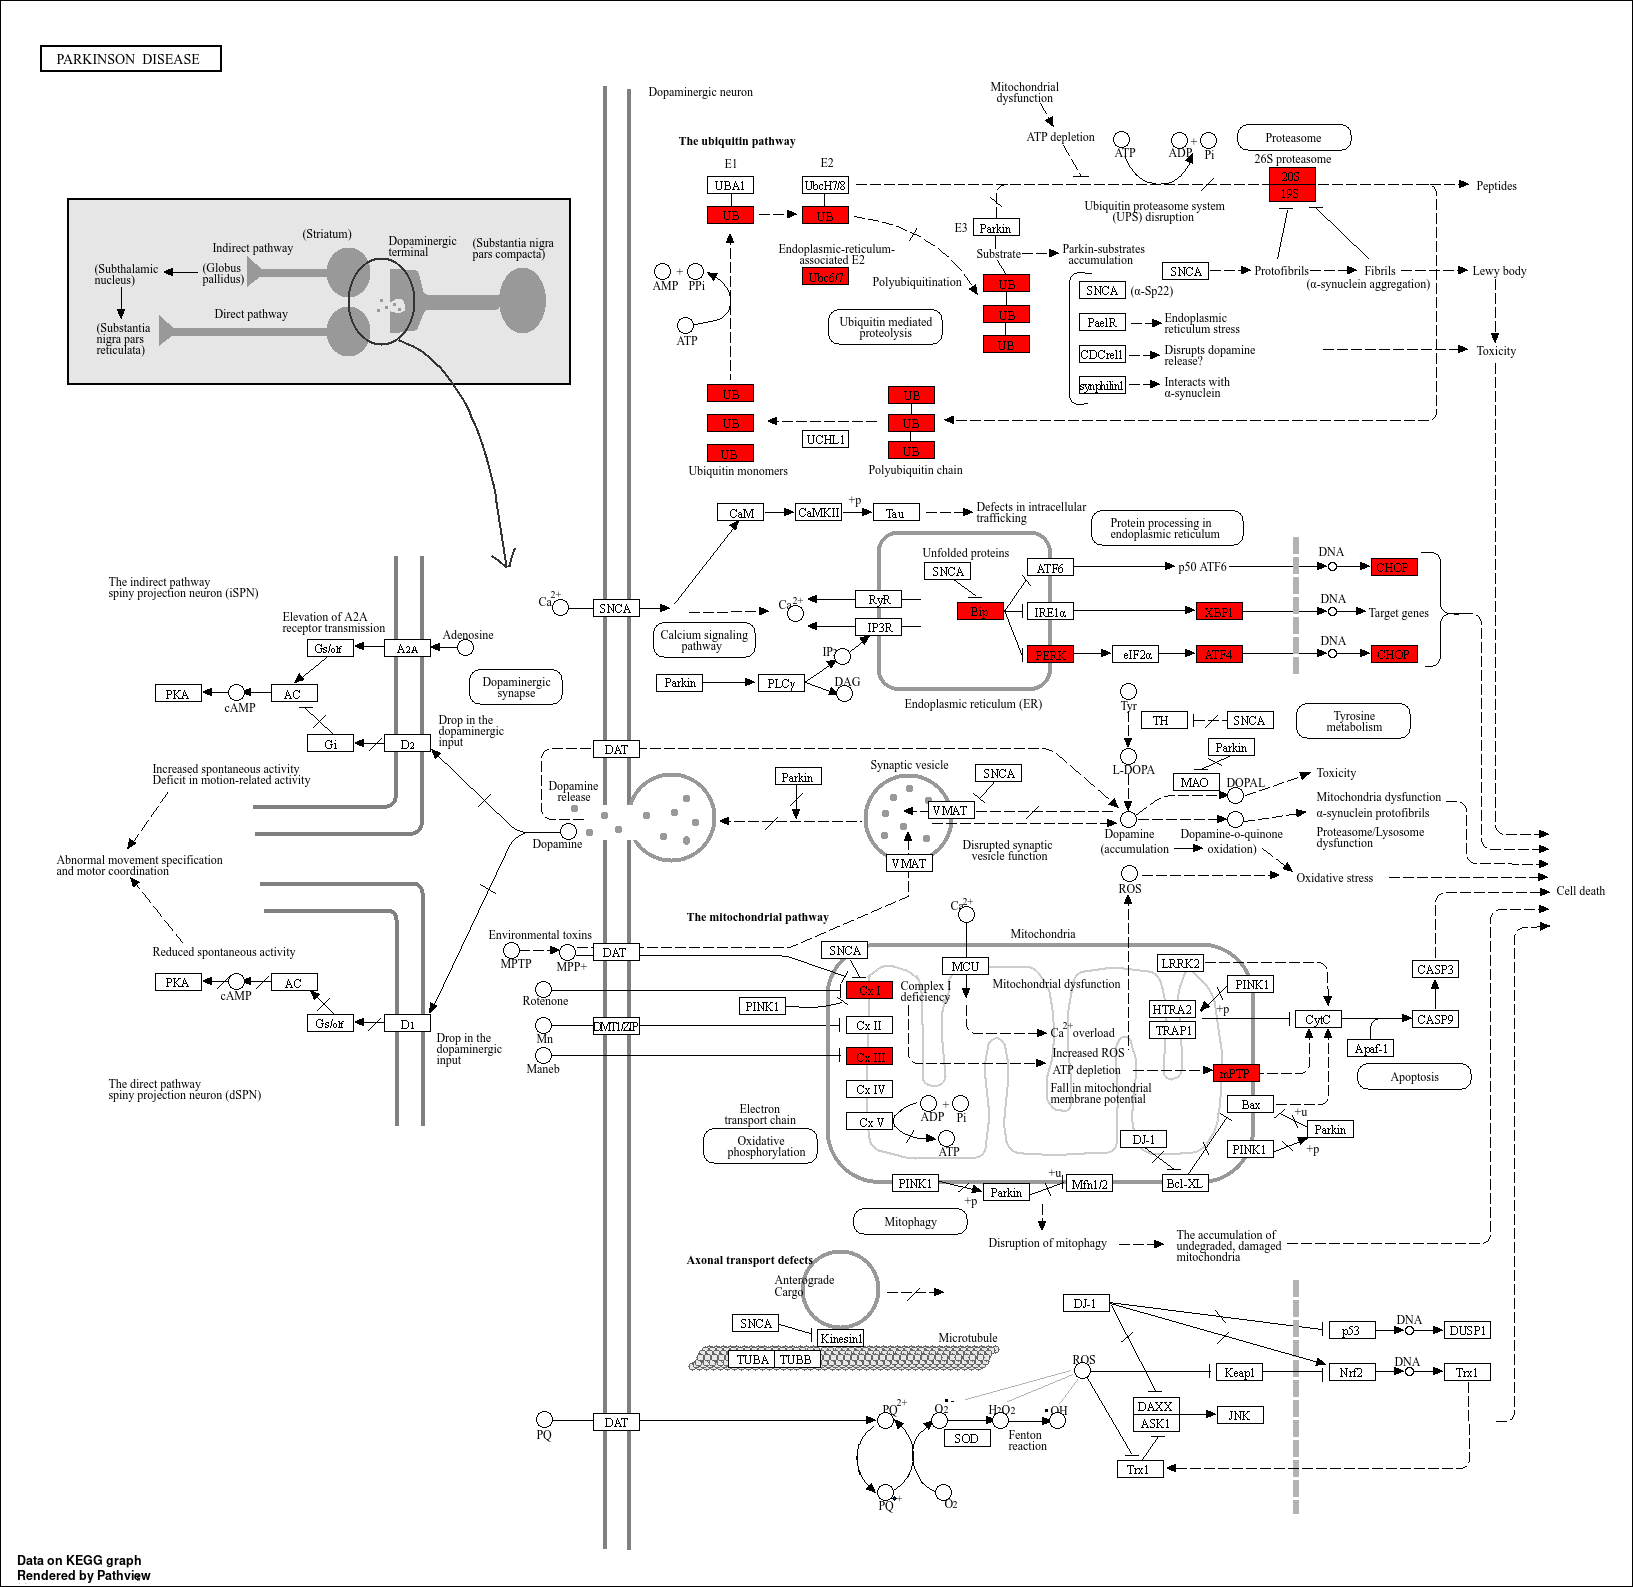 PARKINSON DISEASE
Dopaminergic neuron
Mitochondrial
dysfunction
ATP depletion
ATP
ADP
+
Pi
Proteasome
26S proteasome
20S
19S
Peptides
The ubiquitin pathway
E1
E2
UBA1
UbcH7/8
UB
UB
Endoplasmic-reticulum-
associated E2
Ubc6/7
E3
Parkin
Ubiquitin proteasome system
(UPS) disruption
Substrate
Parkin-substrates
accumulation
Polyubiquitination
UB
UB
UB
SNCA
(α-Sp22)
PaelR
Endoplasmic
reticulum stress
CDCrel1
Disrupts dopamine
release?
synphilin1
Interacts with
α-synuclein
SNCA
Protofibrils
Fibrils
(α-synuclein aggregation)
Lewy body
Toxicity
AMP
+
PPi
ATP
Ubiquitin mediated
proteolysis
UB
UB
UB
Ubiquitin monomers
UCHL1
UB
UB
UB
Polyubiquitin chain
(Striatum)
Indirect pathway
Dopaminergic
terminal
(Substantia nigra
pars compacta)
(Subthalamic
nucleus)
(Globus
pallidus)
Direct pathway
(Substantia
nigra pars
reticulata)
CaM
CaMKII
+p
Tau
Defects in intracellular
trafficking
Protein processing in
endoplasmic reticulum
Unfolded proteins
SNCA
ATF6
p50 ATF6
DNA
CHOP
Bip
IRE1α
XBP1
DNA
Target genes
PERK
eIF2α
ATF4
DNA
CHOP
RyR
IP3R
Endoplasmic reticulum (ER)
Ca2+
SNCA
Ca2+
Calcium signaling
pathway
IP3
DAG
Parkin
PLCγ
The indirect pathway
spiny projection neuron (iSPN)
Elevation of A2A
receptor transmission
Gs/olf
A2A
Adenosine
PKA
cAMP
AC
Gi
D2
Drop in the
dopaminergic
input
Dopaminergic
synapse
Increased spontaneous activity
Deficit in motion-related activity
Abnormal movement specification
and motor coordination
Reduced spontaneous activity
PKA
cAMP
AC
Gs/olf
D1
Drop in the
dopaminergic
input
The direct pathway
spiny projection neuron (dSPN)
DAT
Dopamine
release
Dopamine
Parkin
Synaptic vesicle
SNCA
VMAT
VMAT
Disrupted synaptic
vesicle function
Tyr
TH
SNCA
Tyrosine
metabolism
L-DOPA
Parkin
MAO
DOPAL
Toxicity
Mitochondria dysfunction
α-synuclein protofibrils
Proteasome/Lysosome
dysfunction
Dopamine
(accumulation
Dopamine-o-quinone
oxidation)
Oxidative stress
ROS
Cell death
The mitochondrial pathway
Environmental toxins
MPTP
MPP+
DAT
Rotenone
Mn
DMT1/ZIP
Maneb
SNCA
PINK1
Cx I
Cx II
Cx III
Cx IV
Cx V
Complex I
deficiency
Ca2+
MCU
Mitochondria
Mitochondrial dysfunction
Ca2+ overload
Increased ROS
ATP depletion
Fall in mitochondrial
membrane potential
ADP
+
Pi
ATP
Electron
transport chain
Oxidative
phosphorylation
LRRK2
PINK1
+p
HTRA2
TRAP1
CytC
CASP3
CASP9
Apaf-1
Apoptosis
mPTP
Bax
+u
Parkin
PINK1
+p
DJ-1
Bcl-XL
PINK1
+p
Parkin
+u
Mfn1/2
Mitophagy
Disruption of mitophagy
The accumulation of
undegraded, damaged
mitochondria
Axonal transport defects
Anterograde
Cargo
SNCA
Kinesin1
Microtubule
TUBA
TUBB
DJ-1
p53
DNA
DUSP1
ROS
Keap1
Nrf2
DNA
Trx1
DAXX
ASK1
JNK
Trx1
PQ
DAT
PQ2+
O2•-
H2O2
•OH
SOD
Fenton
reaction
PQ•+
O2
Data on KEGG graph
Rendered by Pathview